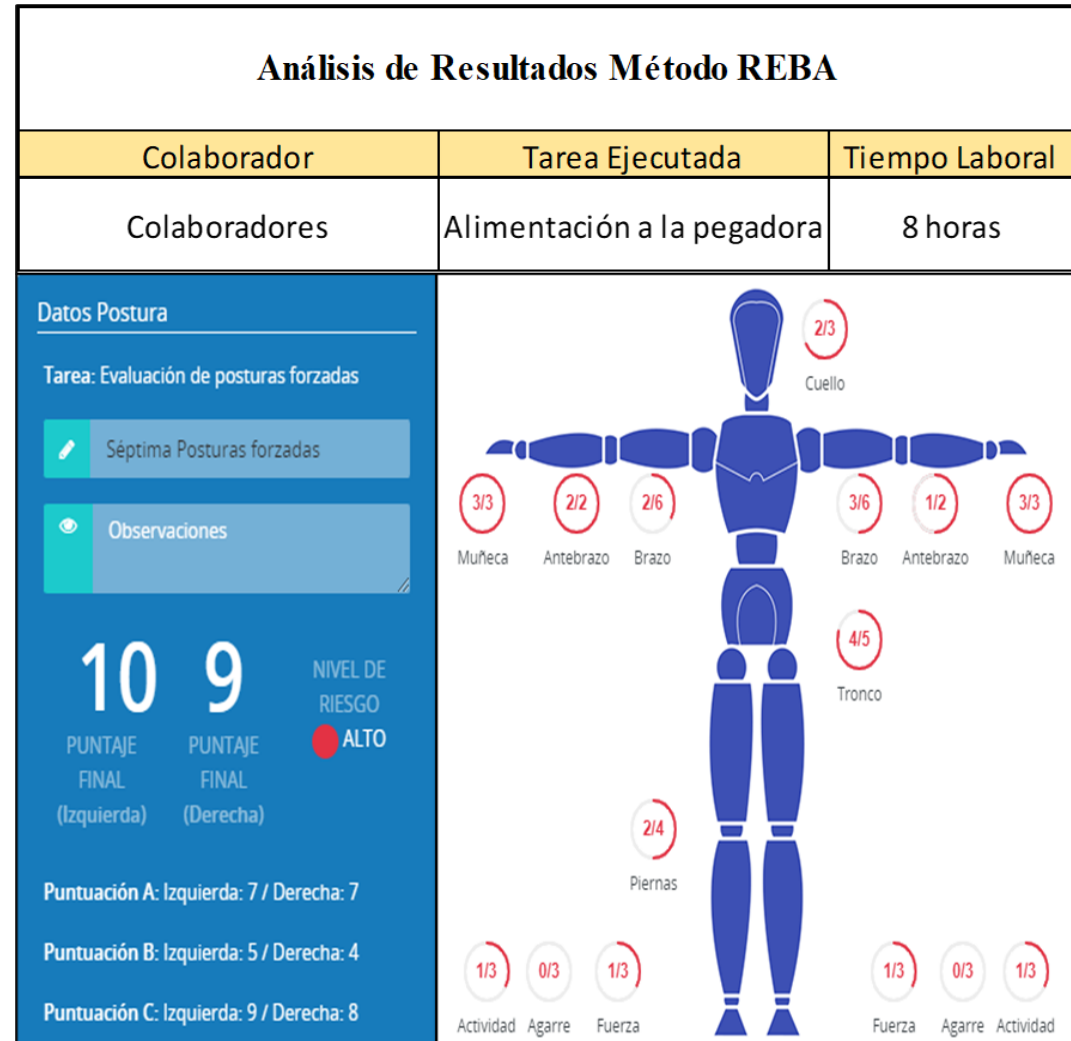 Análisis de Resultados Método REBA
Colaborador Tarea Ejecutada Tiempo Laboral
Colaboradores Alimentación a la pegadora 8 horas
Datos Postura
Tarea: Evaluación de posturas forzadas
Séptima Posturas forzadas
Observaciones
10 9 NIVEL DE
RIESGO
ALTO
PUNTAJE PUNTAJE
FINAL FINAL
(Izquierda) (Derecha)
Puntuación A: Izquierda: 7 / Derecha: 7
Puntuación B: Izquierda: 5 / Derecha: 4
Puntuación C: Izquierda: 9 / Derecha: 8
2/3
Cuello
3/3 2/2 2/6 3/6 1/2 3/3
Muñeca Antebrazo Brazo Brazo Antebrazo Muñeca
4/5
Tronco
2/4
Piernas
1/3 0/3 1/3 1/3 0/3 1/3
Actividad Agarre Fuerza Fuerza Agarre Actividad